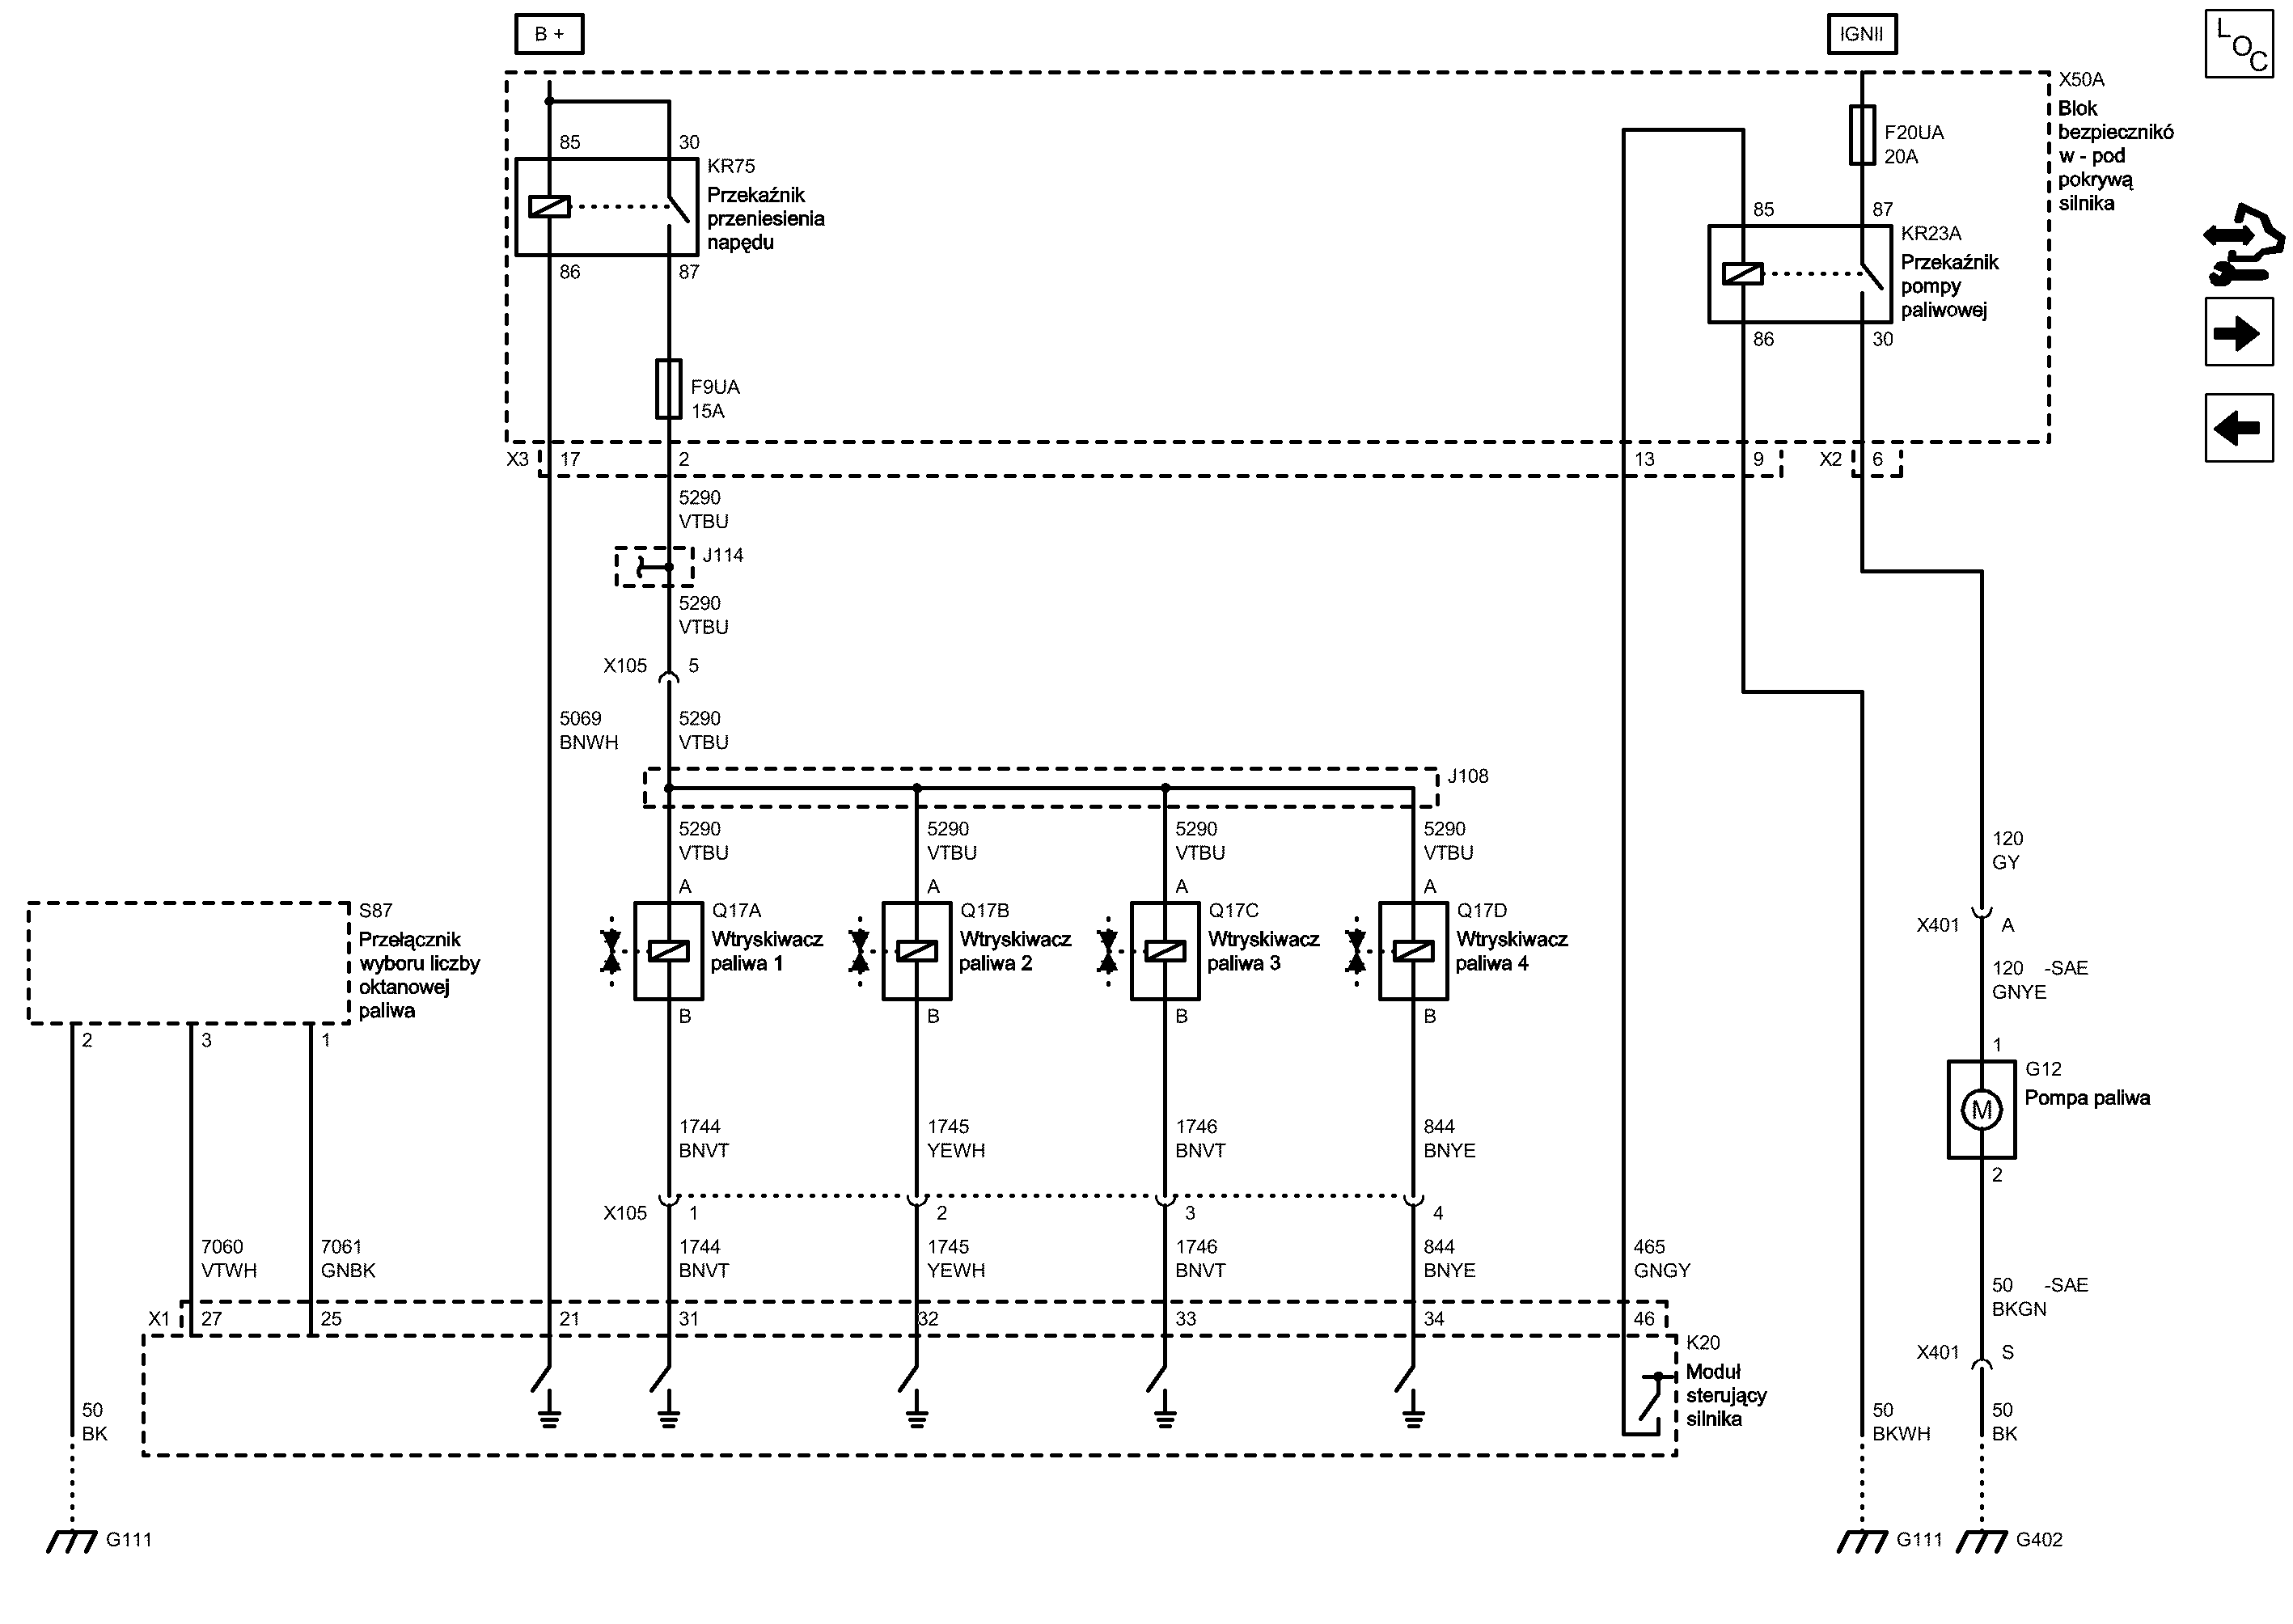 B +
IGNII
L
O
C
X50A
Blok
bezpiecznikó
w - pod
pokrywą
silnika
85
30
KR75
Przekaźnik
przeniesienia
napędu
86
87
F9UA
15A
F20UA
20A
85
87
KR23A
Przekaźnik
pompy
paliwowej
86
30
X3
17
2
13
9
X2
6
5290
VTBU
J114
5290
VTBU
X105
5
5069
BNWH
5290
VTBU
J108
5290
VTBU
5290
VTBU
5290
VTBU
5290
VTBU
120
GY
A
A
A
A
S87
Przełącznik
wyboru liczby
oktanowej
paliwa
Q17A
Wtryskiwacz
paliwa 1
Q17B
Wtryskiwacz
paliwa 2
Q17C
Wtryskiwacz
paliwa 3
Q17D
Wtryskiwacz
paliwa 4
X401
A
120 -SAE
GNYE
B
B
B
B
2
3
1
1
G12
Pompa paliwa
M
2
1744
BNVT
1745
YEWH
1746
BNVT
844
BNYE
X105
1
2
3
4
7060
VTWH
7061
GNBK
1744
BNVT
1745
YEWH
1746
BNVT
844
BNYE
465
GNGY
50 -SAE
BKGN
X1
27
25
21
31
32
33
34
46
K20
Moduł
sterujący
silnika
X401
S
50
BK
50
BKWH
50
BK
G111
G111
G402